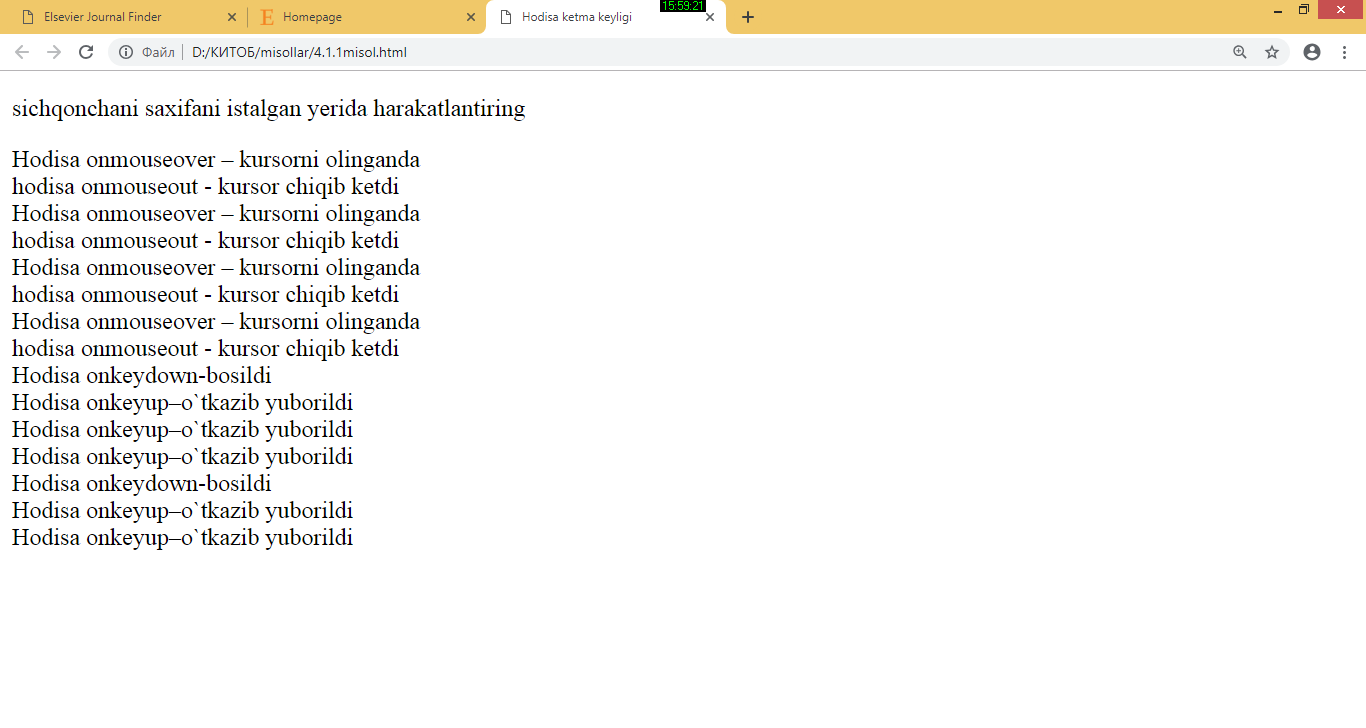 15:59:21
Elsevier Journal Finder
Homepage
Hodisa ketma keyligi
Файл
D:/КИТОБ/misollar/4.1.1misol.html
sichqonchani saxifani istalgan yerida harakatlantiring
Hodisa onmouseover – kursorni olinganda
hodisa onmouseout - kursor chiqib ketdi
Hodisa onmouseover – kursorni olinganda
hodisa onmouseout - kursor chiqib ketdi
Hodisa onmouseover – kursorni olinganda
hodisa onmouseout - kursor chiqib ketdi
Hodisa onmouseover – kursorni olinganda
hodisa onmouseout - kursor chiqib ketdi
Hodisa onkeydown-bosildi
Hodisa onkeyup–o`tkazib yuborildi
Hodisa onkeyup–o`tkazib yuborildi
Hodisa onkeyup–o`tkazib yuborildi
Hodisa onkeydown-bosildi
Hodisa onkeyup–o`tkazib yuborildi
Hodisa onkeyup–o`tkazib yuborildi